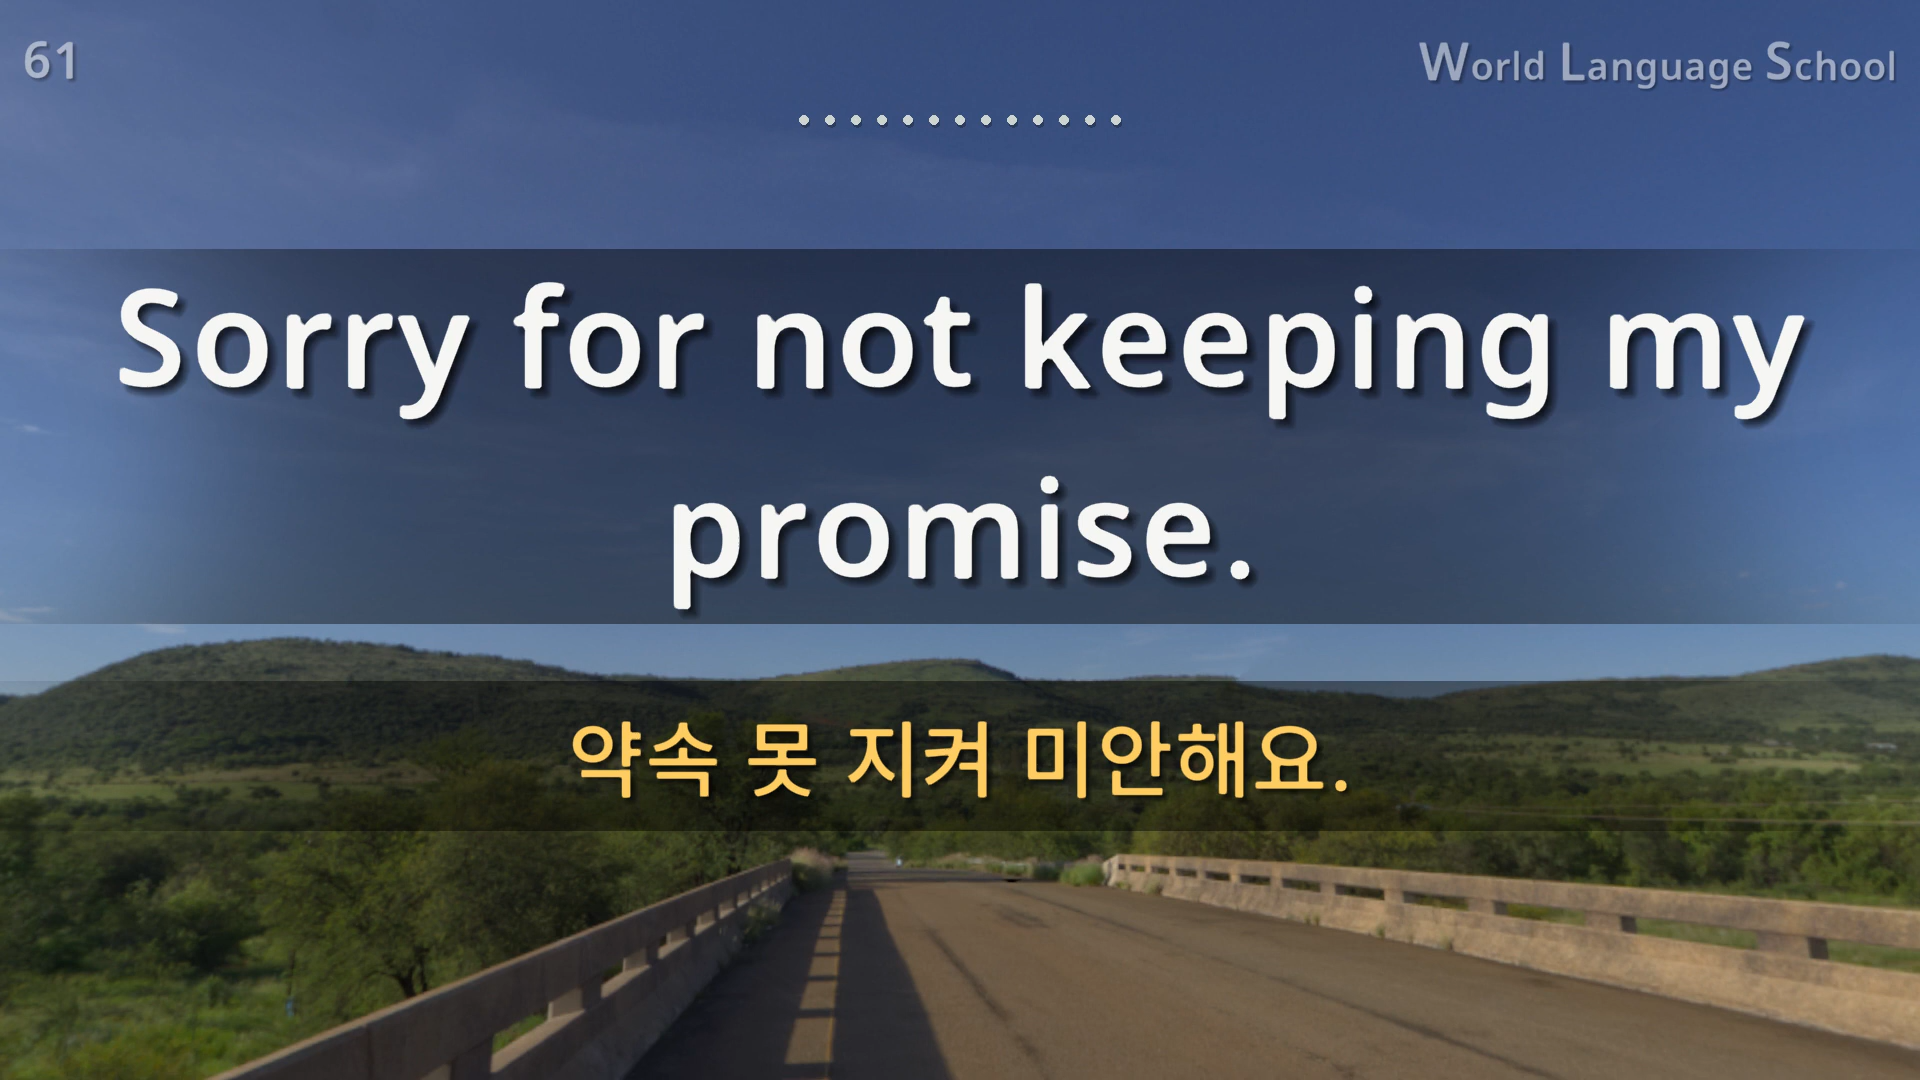 61
World Language School
Sorry for not keeping my
promise.
약속 못 지켜 미안해요.